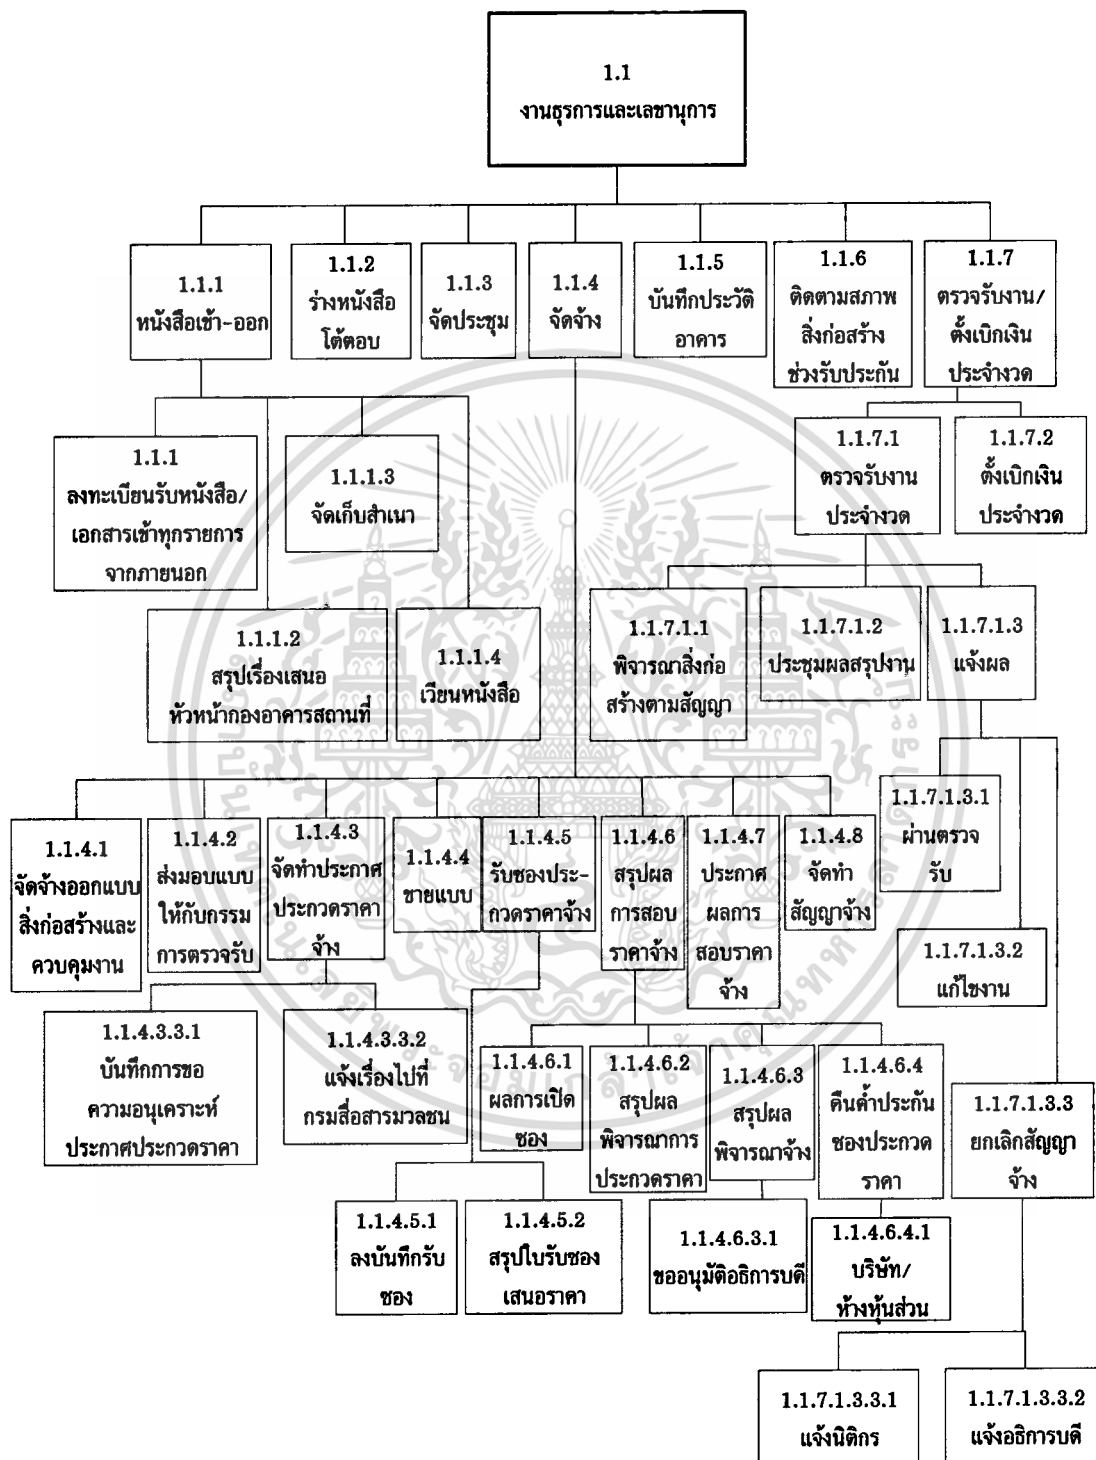 1.1
งานธุรการและเลขานุการ
1.1.1
หนังสือเข้า-ออก
1.1.2
ร่างหนังสือ
โต้ตอบ
1.1.3
จัดประชุม
1.1.4
จัดจ้าง
1.1.5
บันทึกประวัติ
อาคาร
1.1.6
ติดตามสภาพ
สิ่งก่อสร้าง
ช่วงรับประกัน
1.1.7
ตรวจรับงาน/
ตั้งเบิกเงิน
ประจำงวด
1.1.1
ลงทะเบียนรับหนังสือ/
เอกสารเข้าทุกรายการ
จากภายนอก
1.1.1.3
จัดเก็บสำเนา
1.1.7.1
ตรวจรับงาน
ประจำงวด
1.1.7.2
ตั้งเบิกเงิน
ประจำงวด
1.1.1.2
สรุปเรื่องเสนอ
หัวหน้ากองอาคารสถานที่
1.1.1.4
เวียนหนังสือ
1.1.7.1.1
พิจารณาสิ่งก่อ
สร้างตามสัญญา
1.1.7.1.2
ประชุมผลสรุปงาน
1.1.7.1.3
แจ้งผล
1.1.4.1
จัดจ้างออกแบบ
สิ่งก่อสร้างและ
ควบคุมงาน
1.1.4.2
ส่งมอบแบบ
ให้กับกรรม
การตรวจรับ
1.1.4.3
จัดทำประกาศ
ประกวดราคา
จ้าง
1.1.4.4
ขายแบบ
1.1.4.5
รับซองประ-
กวดราคาจ้าง
1.1.4.6
สรุปผล
การสอบ
ราคาจ้าง
1.1.4.7
ประกาศ
ผลการ
สอบราคา
จ้าง
1.1.4.8
จัดทำ
สัญญาจ้าง
1.1.7.1.3.1
ผ่านตรวจ
รับ
1.1.7.1.3.2
แก้ไขงาน
1.1.4.3.3.1
บันทึกการขอ
ความอนุเคราะห์
ประกาศประกวดราคา
1.1.4.3.3.2
แจ้งเรื่องไปที่
กรมสื่อสารมวลชน
1.1.4.6.1
ผลการเปิด
ซอง
1.1.4.6.2
สรุปผล
พิจารณาการ
ประกวดราคา
1.1.4.6.3
สรุปผล
พิจารณาจ้าง
1.1.4.6.4
คืนค้ำประกัน
ซองประกวด
ราคา
1.1.7.1.3.3
ยกเลิกสัญญา
จ้าง
1.1.4.5.1
ลงบันทึกรับ
ซอง
1.1.4.5.2
สรุปใบรับซอง
เสนอราคา
1.1.4.6.3.1
ขออนุมัติอธิการบดี
1.1.4.6.4.1
บริษัท/
ห้างหุ้นส่วน
1.1.7.1.3.3.1
แจ้งนิติกร
1.1.7.1.3.3.2
แจ้งอธิการบดี